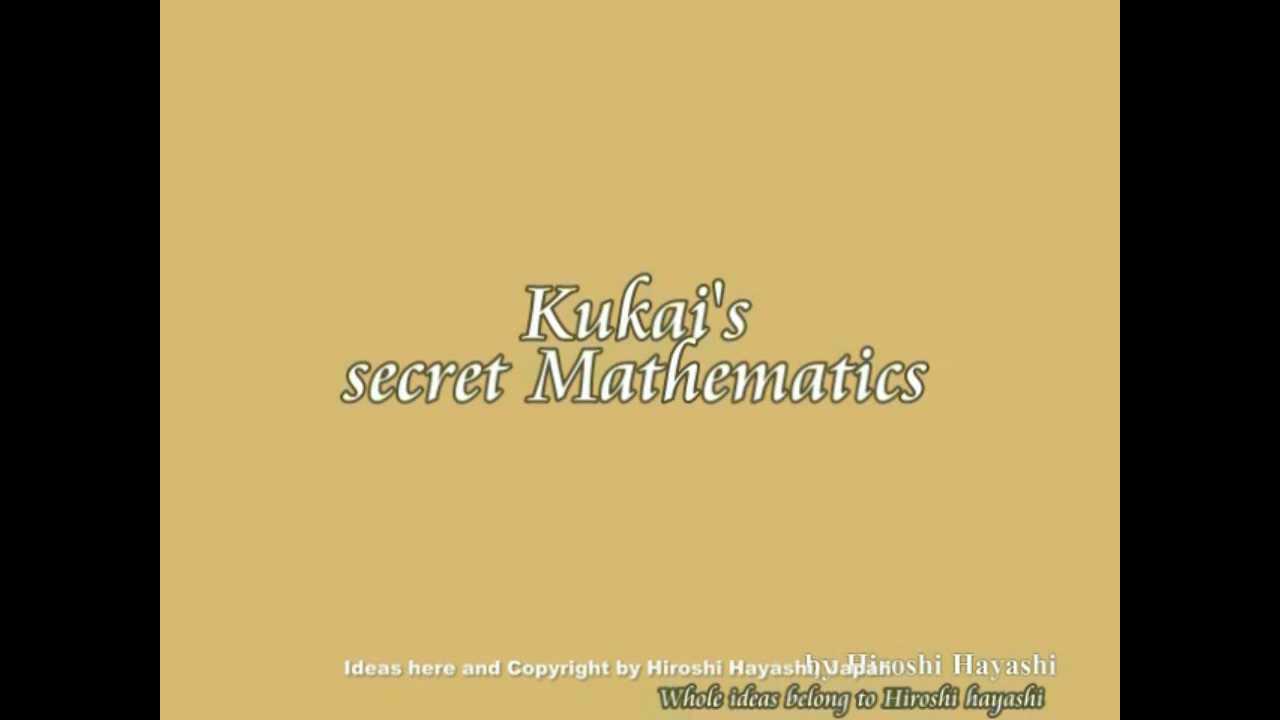 Kukai's
secret Mathematics
Ideas here and Copyright by Hiroshi Hayashi, Japan
by Hiroshi Hayashi
Whole ideas belong to Hiroshi hayashi